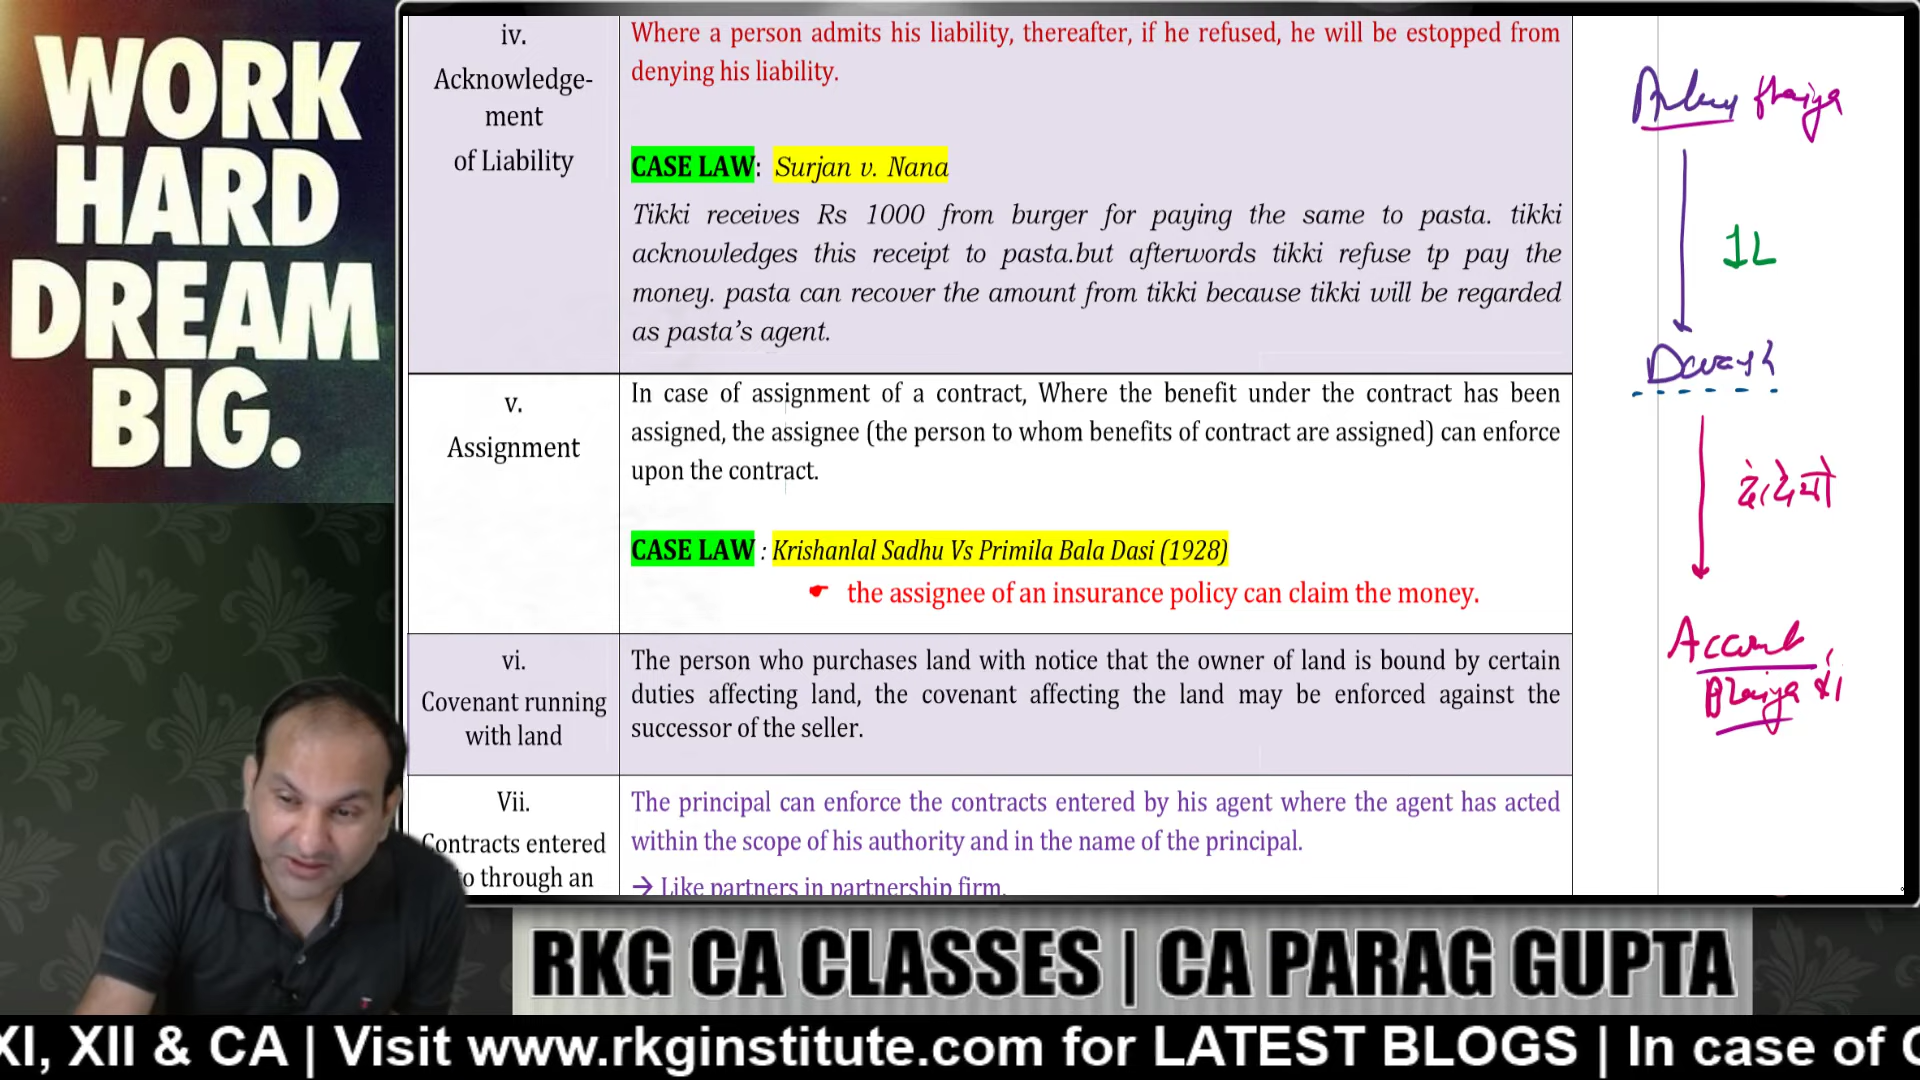 WORK
HARD
DREAM
BIG.
iv.
Acknowledge-
ment
of Liability
Where a person admits his liability, thereafter, if he refused, he will be estopped from
denying his liability.
CASE LAW: Surjan v. Nana
Tikki receives Rs 1000 from burger for paying the same to pasta. tikki
acknowledges this receipt to pasta.but afterwords tikki refuse tp pay the
money. pasta can recover the amount from tikki because tikki will be regarded
as pasta's agent.
v.
Assignment
In case of assignment of a contract, Where the benefit under the contract has been
assigned, the assignee (the person to whom benefits of contract are assigned) can enforce
upon the contract.
CASE LAW : Krishanlal Sadhu Vs Primila Bala Dasi (1928)
☛ the assignee of an insurance policy can claim the money.
vi.
Covenant running
with land
The person who purchases land with notice that the owner of land is bound by certain
duties affecting land, the covenant affecting the land may be enforced against the
successor of the seller.
Vii.
Contracts entered
to through an
The principal can enforce the contracts entered by his agent where the agent has acted
within the scope of his authority and in the name of the principal.
→ Like partners in partnership firm.
Bhaiya
1L
Bhaiya
RKG CA CLASSES | CA PARAG GUPTA
XI, XII & CA | Visit www.rkginstitute.com for LATEST BLOGS | In case of